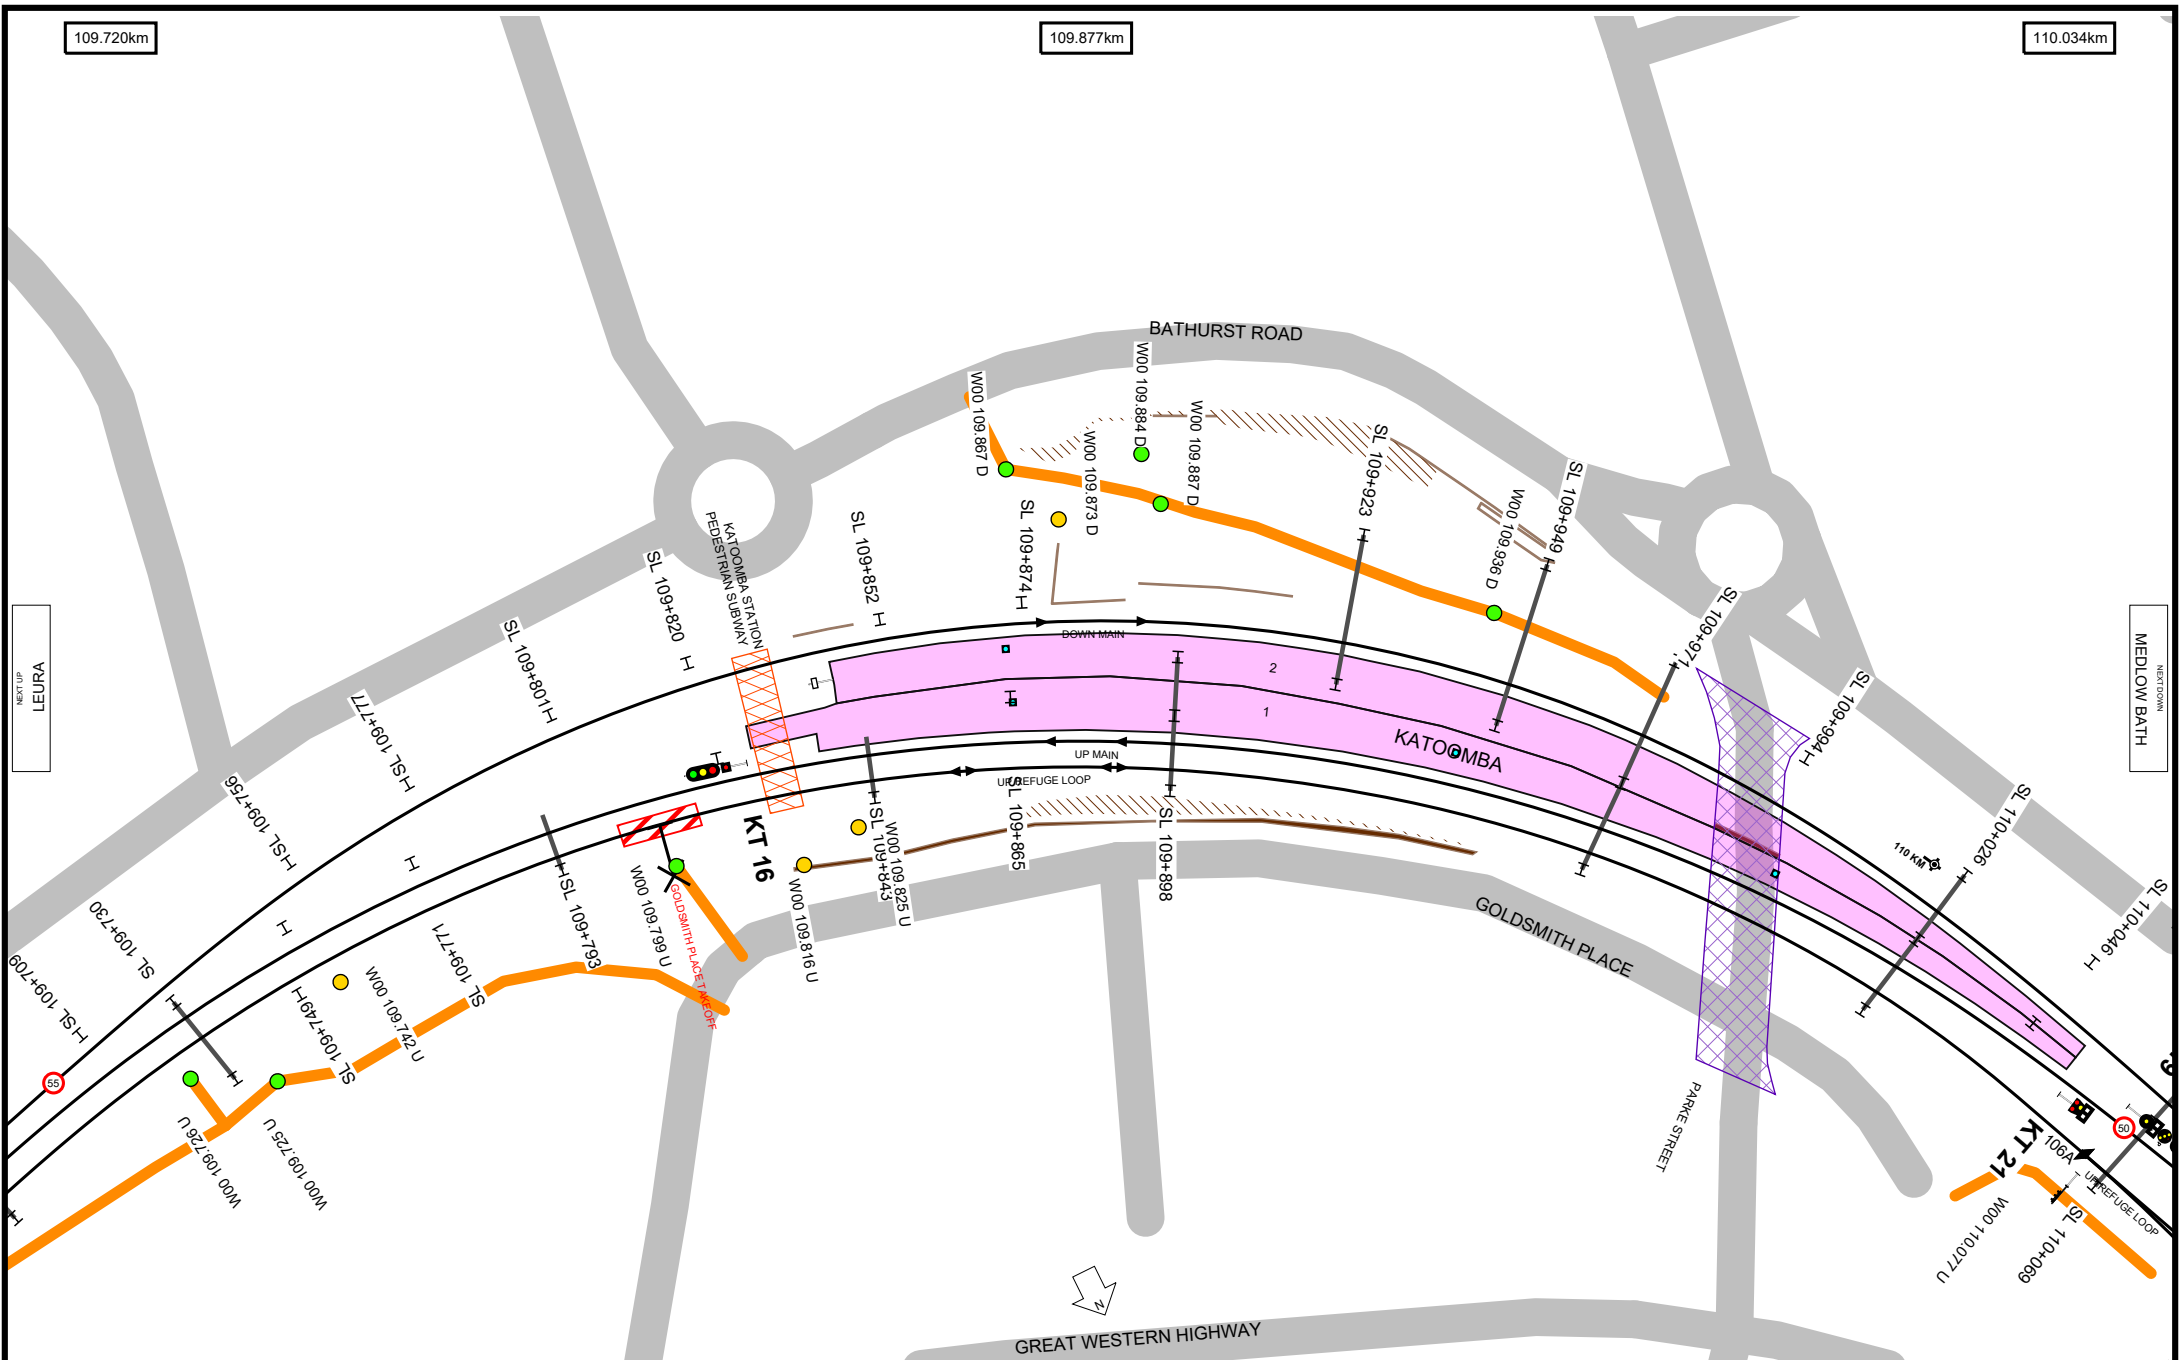 109.720km
109.877km
110.034km
BATHURST ROAD
W00 109.867 D
W00 109.884 D
W00 109.873 D
W00 109.887 D
SL 109+923
SL 109+949
W00 109.936 D
SL 109+971
SL 109+994
SL 110+026
SL 110+046
KATOOMBA STATION
PEDESTRIAN SUBWAY
SL 109+852
SL 109+874
SL 109+820
SL 109+801
SL 109+777
SL 109+756
SL 109+730
SL 109+709
NEXT UP
LEURA
NEXT DOWN
MEDLOW BATH
DOWN MAIN
2
1
KATOOMBA
UP MAIN
UP REFUGE LOOP
SL 109+865
SL 109+898
SL 109+843
W00 109.825 U
W00 109.816 U
KT 16
W00 109.799 U
GOLDSMITH PLACE TAKEOFF
SL 109+793
SL 109+771
SL 109+749
W00 109.742 U
W00 109.726 U
W00 109.725 U
55
GOLDSMITH PLACE
110 KM
PARKE STREET
50
KT 21
106A
UP REFUGE LOOP
W00 110.077 U
SL 110+069
N
GREAT WESTERN HIGHWAY